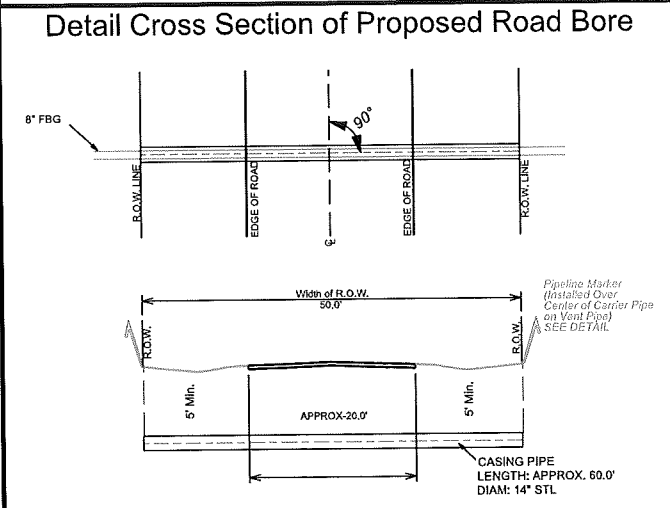 Detail Cross Section of Proposed Road Bore
8" FBG
90°
R.O.W. LINE
EDGE OF ROAD
EDGE OF ROAD
R.O.W. LINE
℄
Width of R.O.W.
50.0'
Pipeline Marker
(Installed Over
Center of Carrier Pipe
on Vent Pipe)
SEE DETAIL
R.O.W.
R.O.W.
5' Min.
APPROX-20.0'
5' Min.
CASING PIPE
LENGTH: APPROX. 60.0'
DIAM: 14" STL